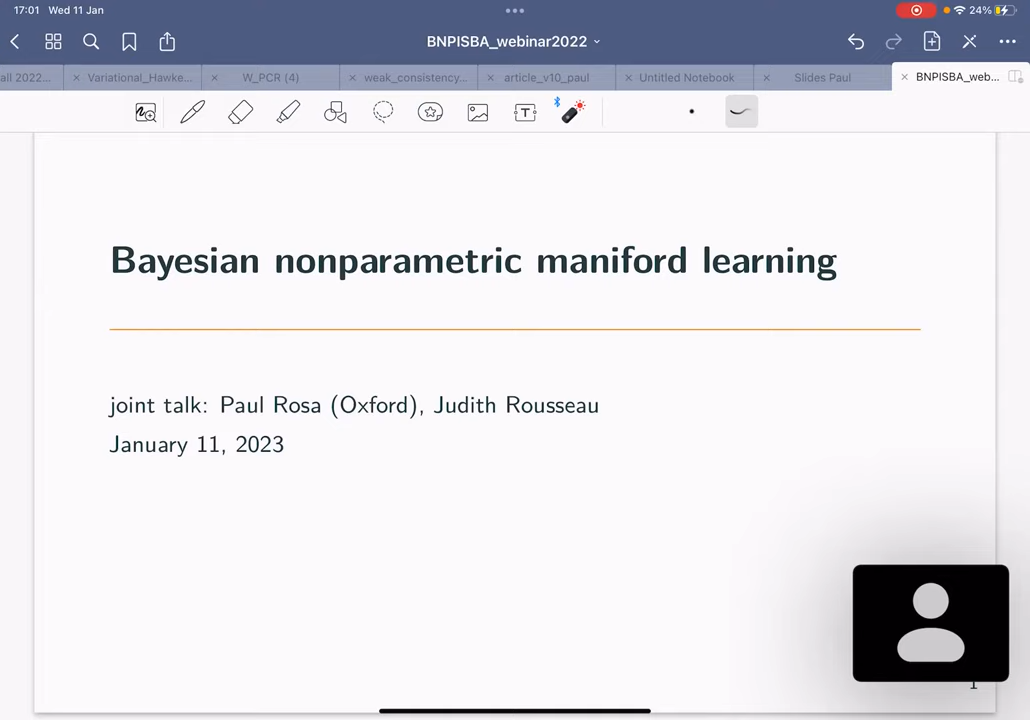 17:01 Wed 11 Jan
24%
BNPISBA_webinar2022
all 2022...
Variational_Hawke...
W_PCR (4)
weak_consistency...
article_v10_paul
Untitled Notebook
Slides Paul
BNPISBA_web...
Bayesian nonparametric maniford learning
joint talk: Paul Rosa (Oxford), Judith Rousseau
January 11, 2023
1